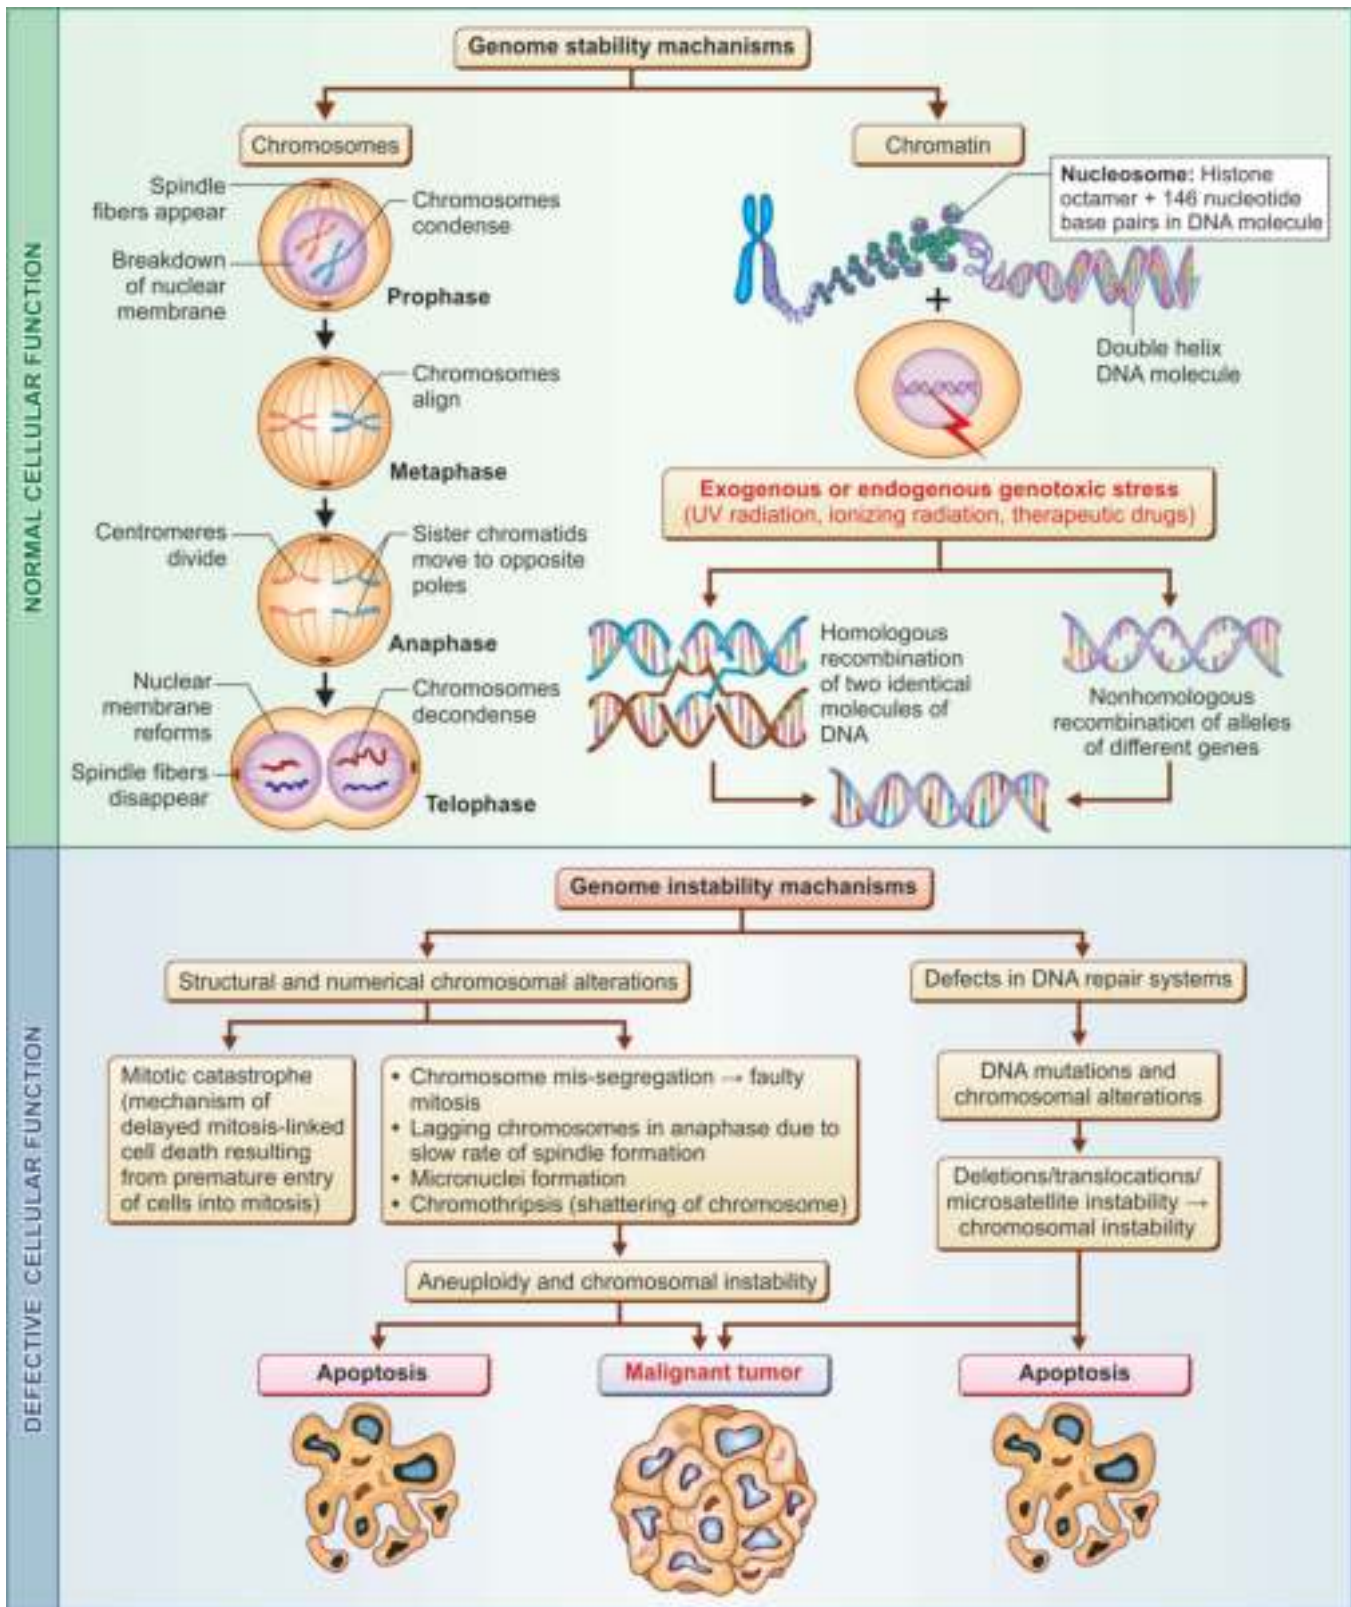 NORMAL CELLULAR FUNCTION
Genome stability machanisms
Chromosomes
Spindle
fibers appear
Chromosomes
condense
Breakdown
of nuclear
membrane
Prophase
Chromosomes
align
Metaphase
Centromeres
divide
Sister chromatids
move to opposite
poles
Anaphase
Nuclear
membrane
reforms
Chromosomes
decondense
Spindle fibers
disappear
Telophase
Chromatin
Nucleosome: Histone
octamer + 146 nucleotide
base pairs in DNA molecule
+
Double helix
DNA molecule
Exogenous or endogenous genotoxic stress
(UV radiation, ionizing radiation, therapeutic drugs)
Homologous
recombination
of two identical
molecules of
DNA
Nonhomologous
recombination of alleles
of different genes
DEFECTIVE CELLULAR FUNCTION
Genome instability machanisms
Structural and numerical chromosomal alterations
Mitotic catastrophe
(mechanism of
delayed mitosis-linked
cell death resulting
from premature entry
of cells into mitosis)
• Chromosome mis-segregation → faulty
mitosis
• Lagging chromosomes in anaphase due to
slow rate of spindle formation
• Micronuclei formation
• Chromothripsis (shattering of chromosome)
Aneuploidy and chromosomal instability
Defects in DNA repair systems
DNA mutations and
chromosomal alterations
Deletions/translocations/
microsatellite instability →
chromosomal instability
Apoptosis
Malignant tumor
Apoptosis